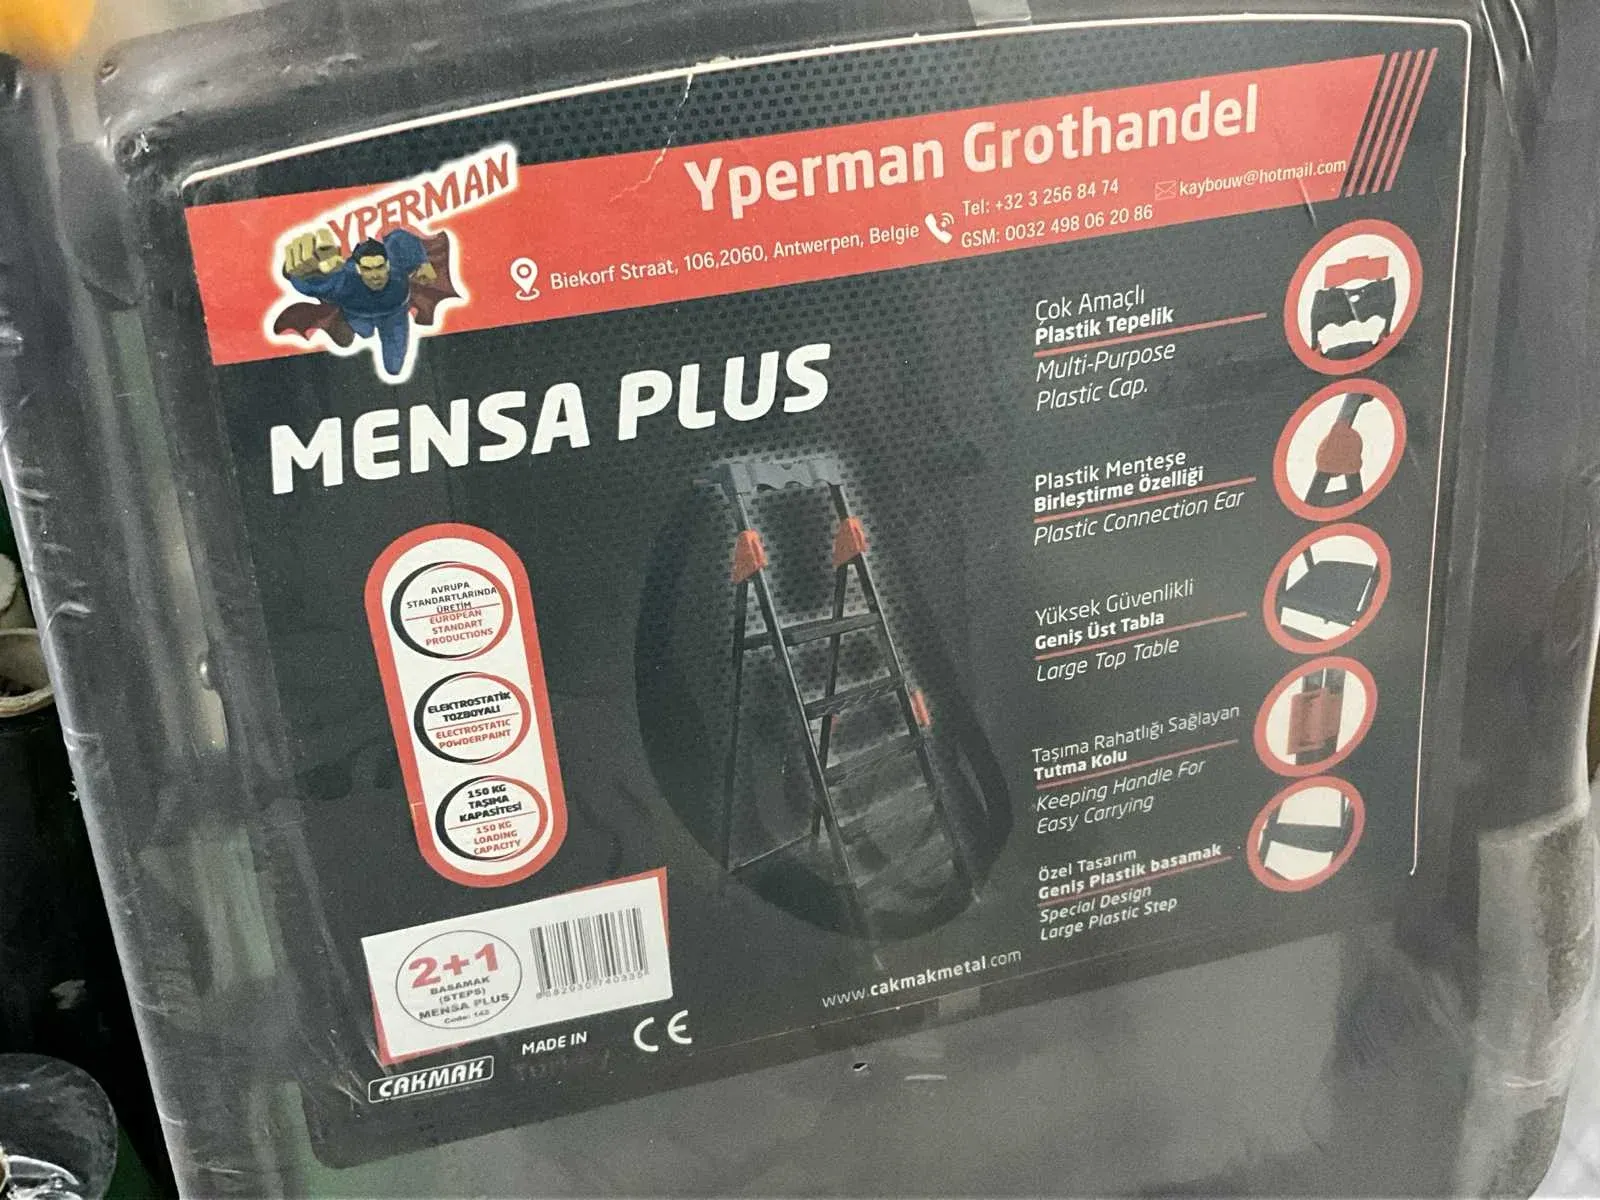 YPERMAN
Yperman Grothandel
Biekorf Straat, 106,2060, Antwerpen, Belgie
Tel: +32 3 256 84 74
GSM: 0032 498 06 20 86
kaybouw@hotmail.com
MENSA PLUS
Çok Amaçlı
Plastik Tepelik
Multi-Purpose
Plastic Cap.
Plastik Menteşe
Birleştirme Özelliği
Plastic Connection Ear
Yüksek Güvenlikli
Geniş Üst Tabla
Large Top Table
Taşıma Rahatlığı Sağlayan
Tutma Kolu
Keeping Handle For
Easy Carrying
Özel Tasarım
Geniş Plastik basamak
Special Design
Large Plastic Step
AVRUPA
STANDARTLARINDA
ÜRETİM
EUROPEAN
STANDART
PRODUCTIONS
ELEKTROSTATİK
TOZBOYALI
ELECTROSTATIC
POWDERPAINT
150 KG
TAŞIMA
KAPASİTESİ
150 KG
LOADING
CAPACITY
2+1
BASAMAK
(STEPS)
MENSA PLUS
Code: 142
8682930740335
MADE IN
CE
CAKMAK
www.cakmakmetal.com